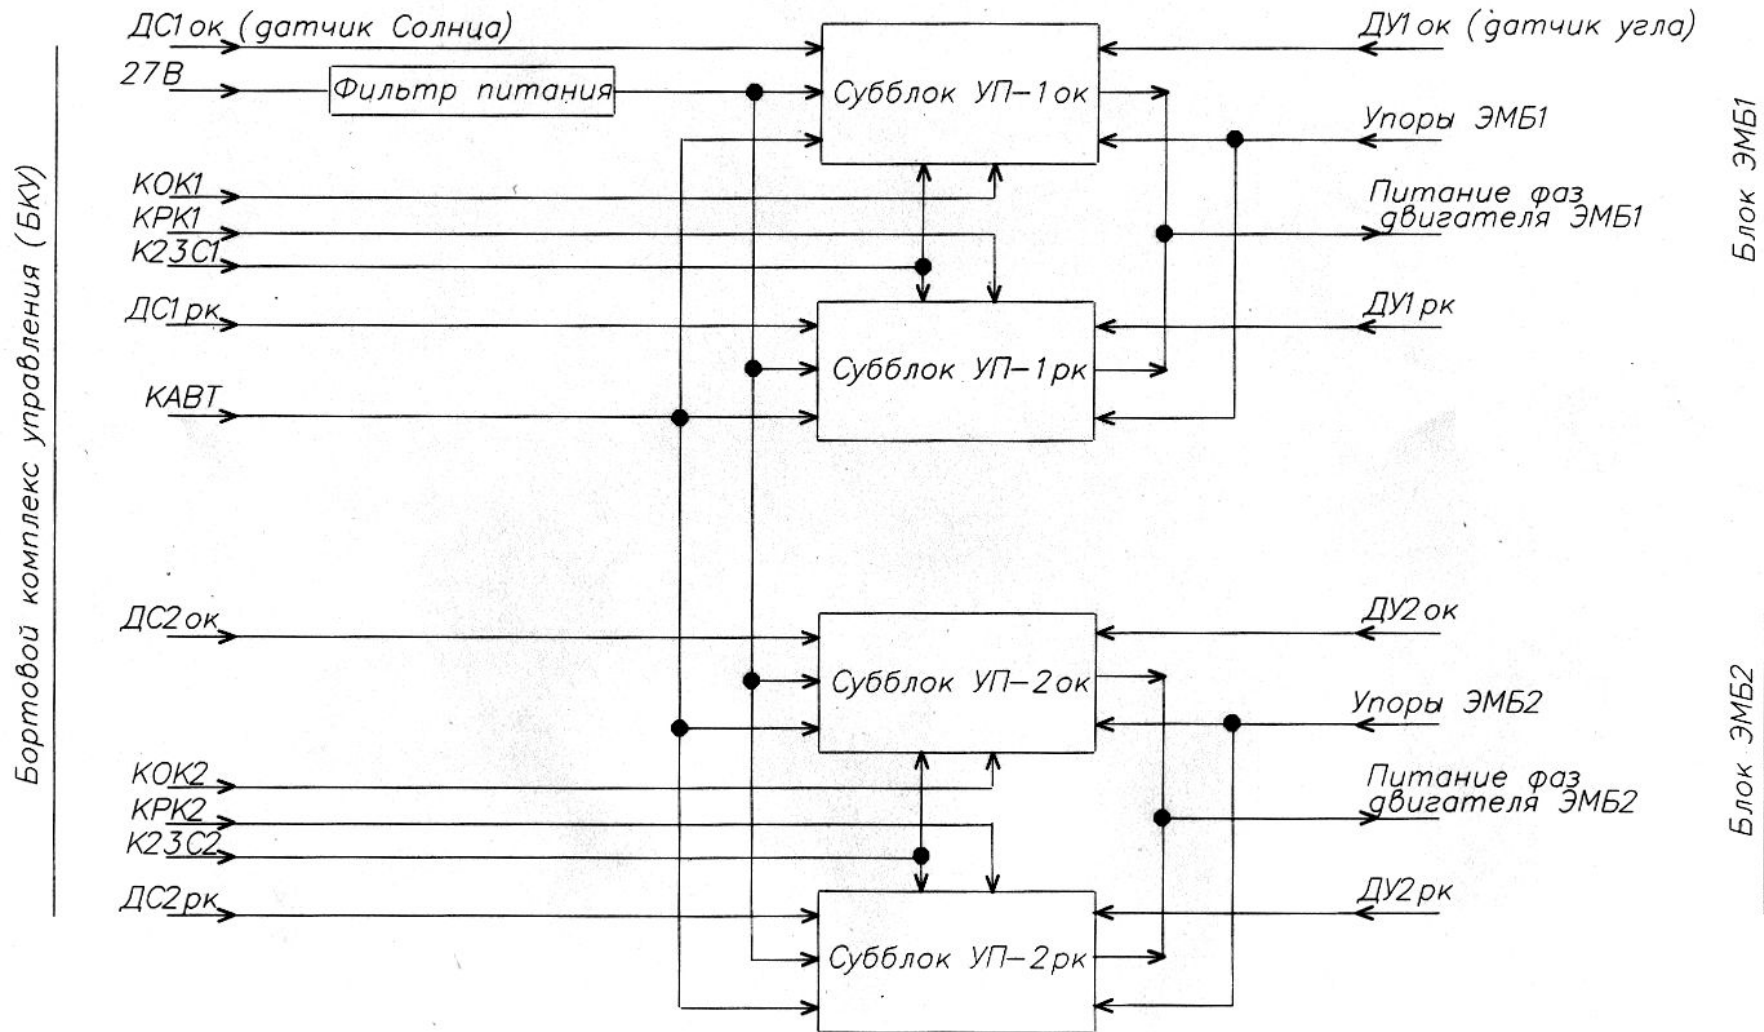 Бортовой комплекс управления (БКУ)
ДС1ок (датчик Солнца)
27В
Фильтр питания
КОК1
КРК1
К23С1
ДС1рк
КАВТ
ДС2ок
КОК2
КРК2
К23С2
ДС2рк
Субблок УП-1ок
Субблок УП-1рк
Субблок УП-2ок
Субблок УП-2рк
ДУ1ок (датчик угла)
Упоры ЭМБ1
Питание фаз
двигателя ЭМБ1
ДУ1рк
ДУ2ок
Упоры ЭМБ2
Питание фаз
двигателя ЭМБ2
ДУ2рк
Блок ЭМБ1
Блок ЭМБ2